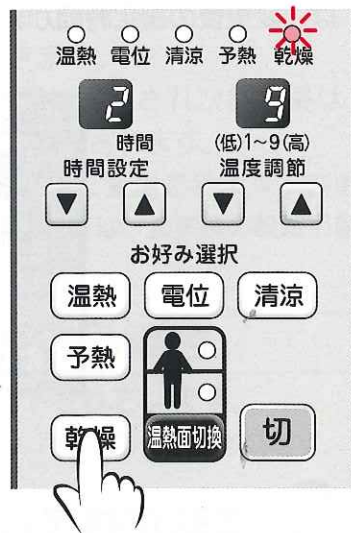 温熱 電位 清涼 予熱 乾燥
2 9
時間 (低)1~9(高)
時間設定 温度調節
▼ ▲ ▼ ▲
お好み選択
温熱 電位 清涼
予熱
乾燥 温熱面切換 切